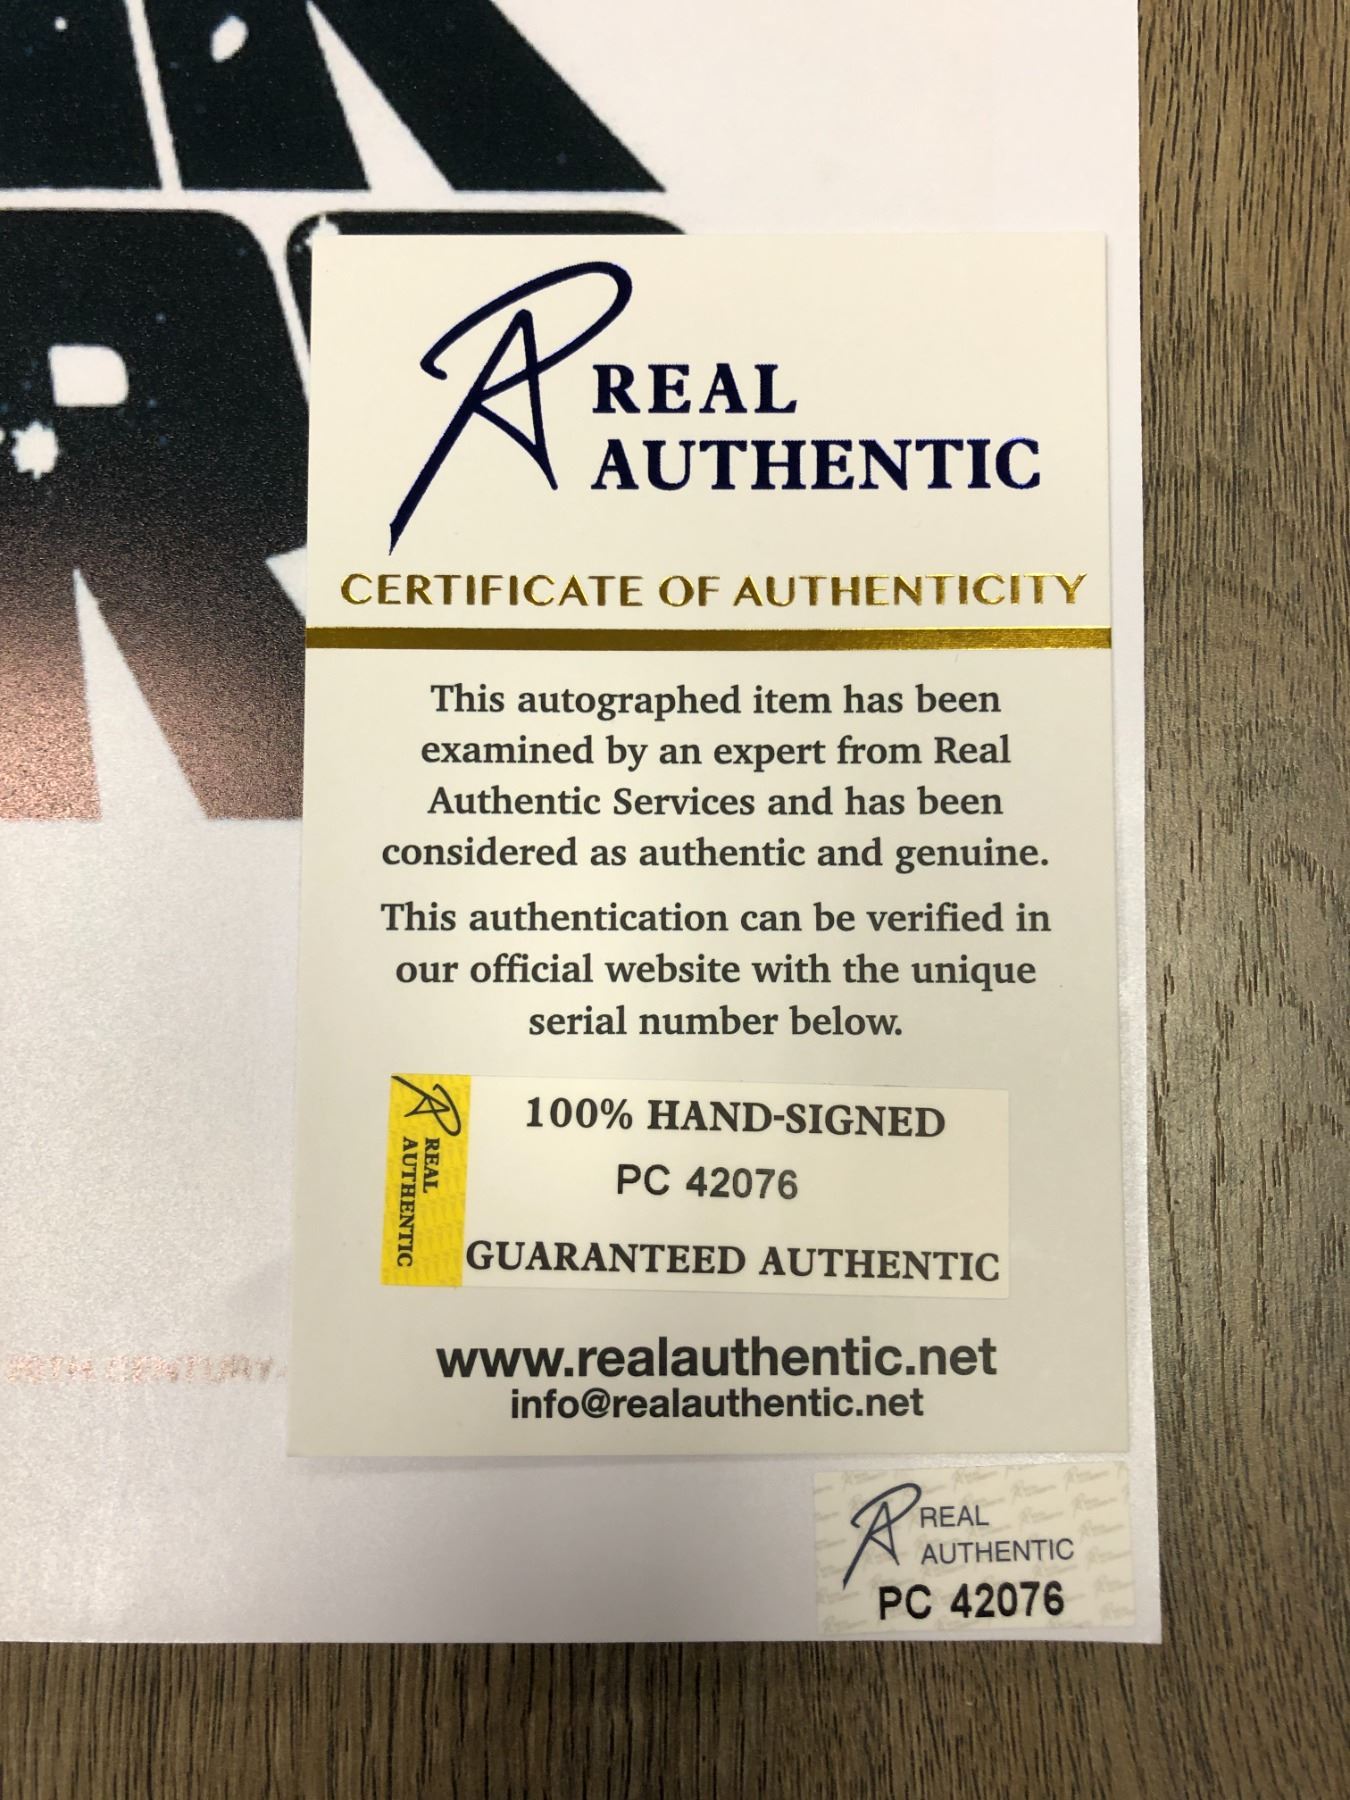 REAL
AUTHENTIC
CERTIFICATE OF AUTHENTICITY
This autographed item has been
examined by an expert from Real
Authentic Services and has been
considered as authentic and genuine.
This authentication can be verified in
our official website with the unique
serial number below.
REAL
AUTHENTIC
100% HAND-SIGNED
PC 42076
GUARANTEED AUTHENTIC
20TH CENTURY
www.realauthentic.net
info@realauthentic.net
REAL
AUTHENTIC
PC 42076